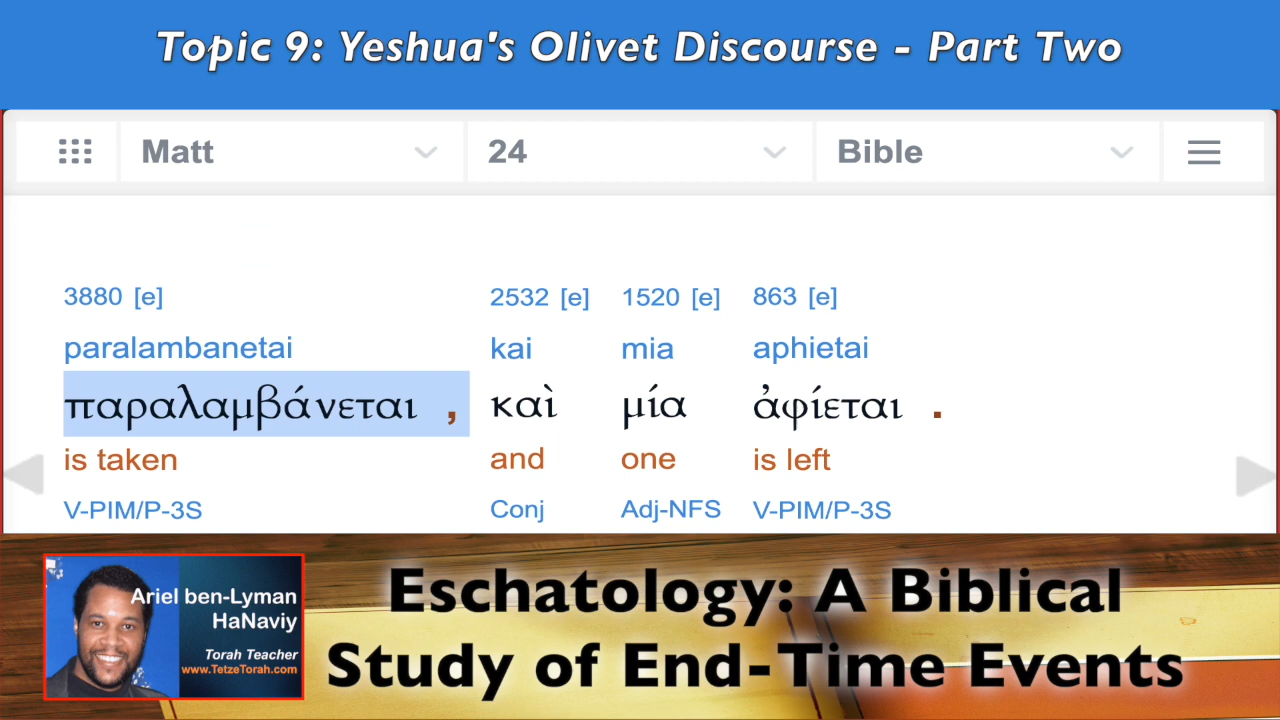 Topic 9: Yeshua's Olivet Discourse - Part Two
Matt 24 Bible
3880 [e] 2532 [e] 1520 [e] 863 [e]
paralambanetai kai mia aphietai
παραλαμβάνεται , καὶ μία ἀφίεται .
is taken and one is left
V-PIM/P-3S Conj Adj-NFS V-PIM/P-3S
Ariel ben-Lyman
HaNaviy
Torah Teacher
www.TetzeTorah.com
Eschatology: A Biblical
Study of End-Time Events